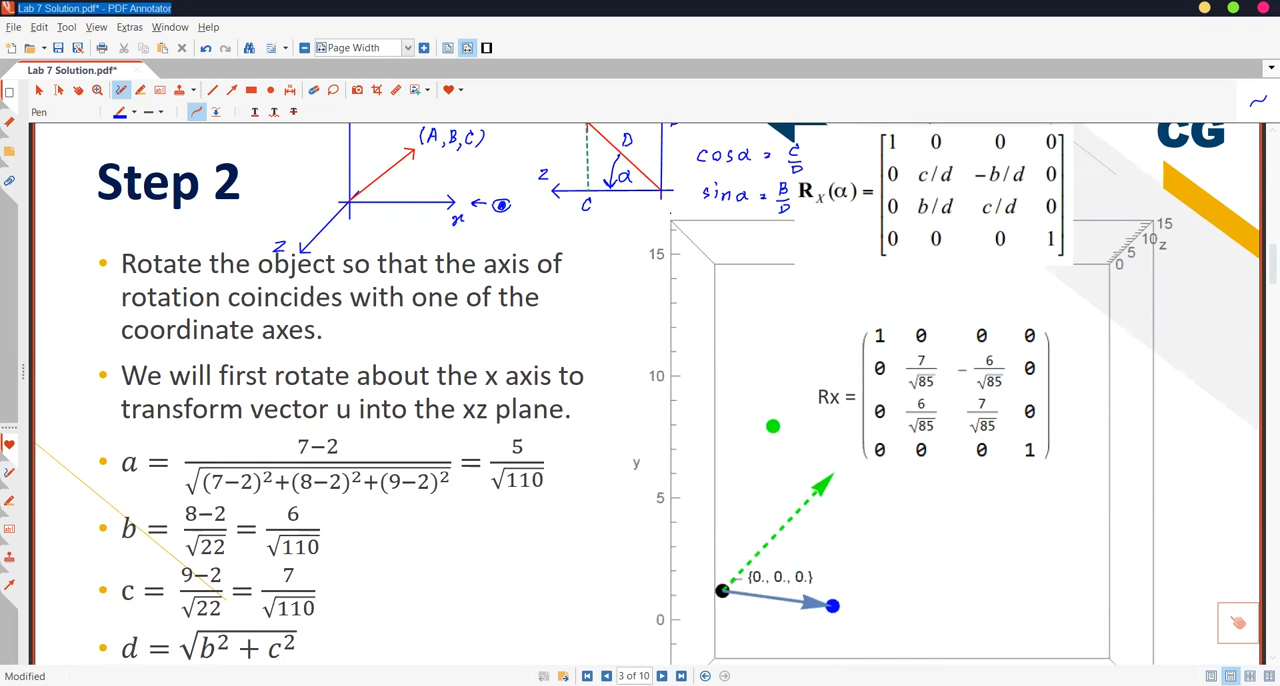 Lab 7 Solution.pdf* - PDF Annotator
File Edit Tool View Extras Window Help
Page Width
Lab 7 Solution.pdf*
Pen
CG
Step 2
(A, B, C)
x
Z
D
α
Z
C
cosα = C/D
sinα = B/D
R_X(α) =
1 0 0 0
0 c/d -b/d 0
0 b/d c/d 0
0 0 0 1
• Rotate the object so that the axis of
rotation coincides with one of the
coordinate axes.
• We will first rotate about the x axis to
transform vector u into the xz plane.
• a = 7−2 / √(7−2)²+(8−2)²+(9−2)² = 5/√110
• b = 8−2/√22 = 6/√110
• c = 9−2/√22 = 7/√110
• d = √b² + c²
15
10
5
0
y
15
10
5
0
z
Rx =
1 0 0 0
0 7/√85 - 6/√85 0
0 6/√85 7/√85 0
0 0 0 1
{0., 0., 0.}
Modified
3 of 10